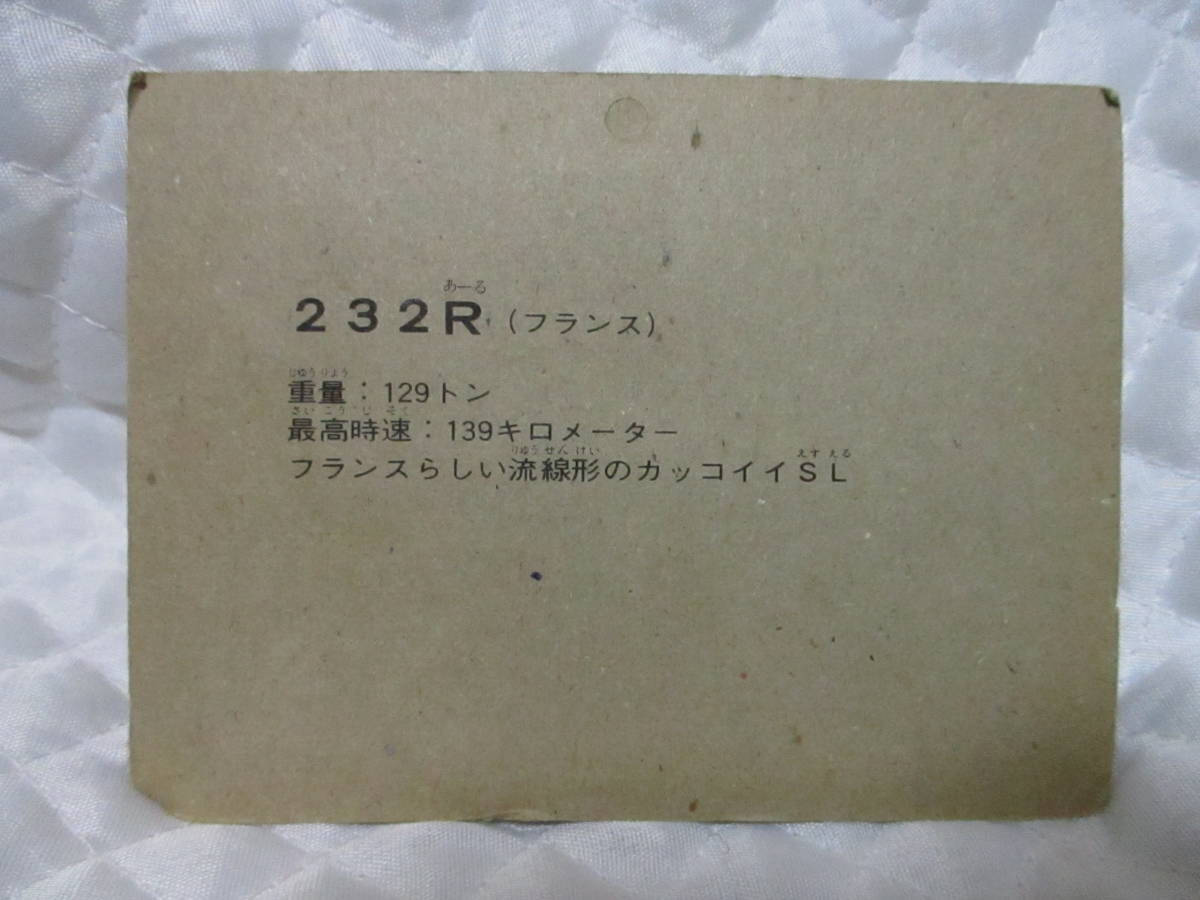 232R(フランス)
重量：129トン
最高時速：139キロメーター
フランスらしい流線形のカッコイイSL